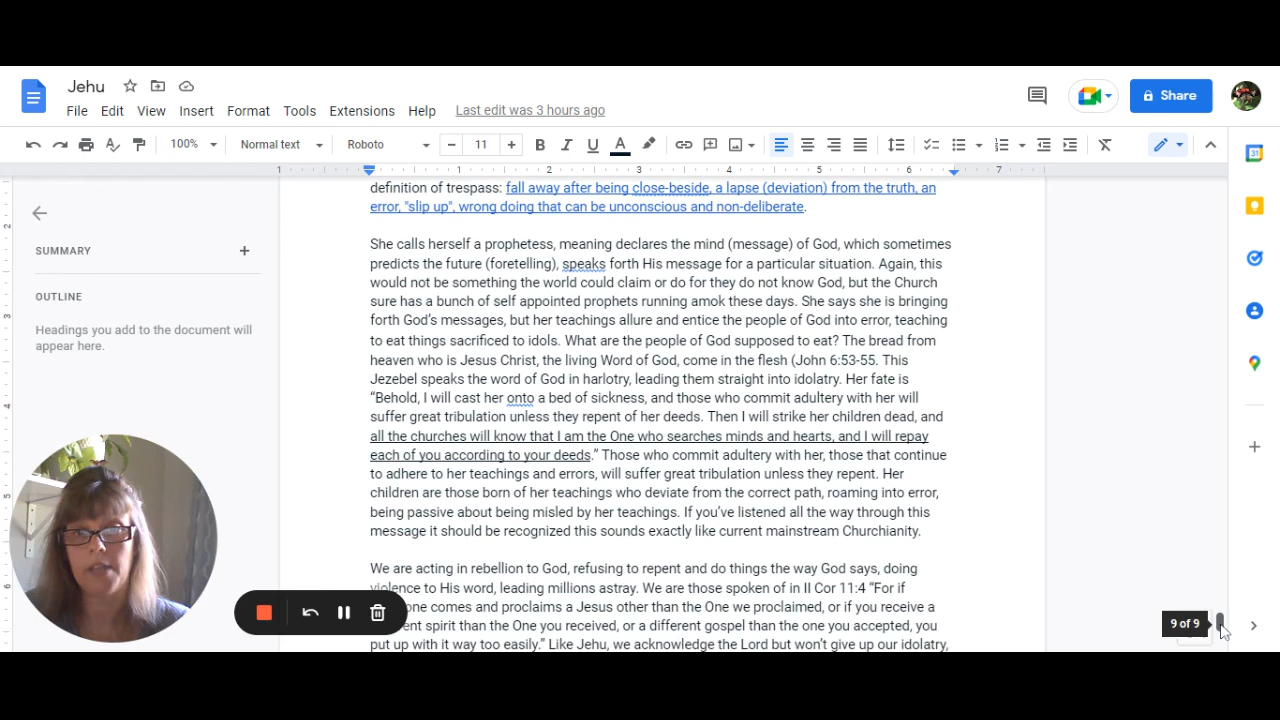 Jehu
File Edit View Insert Format Tools Extensions Help Last edit was 3 hours ago
Share
100% Normal text Roboto 11
1 1 2 3 4 5 6 7
definition of trespass: fall away after being close-beside, a lapse (deviation) from the truth, an
error, "slip up", wrong doing that can be unconscious and non-deliberate.
SUMMARY
OUTLINE
Headings you add to the document will
appear here.
She calls herself a prophetess, meaning declares the mind (message) of God, which sometimes
predicts the future (foretelling), speaks forth His message for a particular situation. Again, this
would not be something the world could claim or do for they do not know God, but the Church
sure has a bunch of self appointed prophets running amok these days. She says she is bringing
forth God's messages, but her teachings allure and entice the people of God into error, teaching
to eat things sacrificed to idols. What are the people of God supposed to eat? The bread from
heaven who is Jesus Christ, the living Word of God, come in the flesh (John 6:53-55. This
Jezebel speaks the word of God in harlotry, leading them straight into idolatry. Her fate is
“Behold, I will cast her onto a bed of sickness, and those who commit adultery with her will
suffer great tribulation unless they repent of her deeds. Then I will strike her children dead, and
all the churches will know that I am the One who searches minds and hearts, and I will repay
each of you according to your deeds.” Those who commit adultery with her, those that continue
to adhere to her teachings and errors, will suffer great tribulation unless they repent. Her
children are those born of her teachings who deviate from the correct path, roaming into error,
being passive about being misled by her teachings. If you've listened all the way through this
message it should be recognized this sounds exactly like current mainstream Churchianity.
We are acting in rebellion to God, refusing to repent and do things the way God says, doing
violence to His word, leading millions astray. We are those spoken of in II Cor 11:4 “For if
one comes and proclaims a Jesus other than the One we proclaimed, or if you receive a
ent spirit than the One you received, or a different gospel than the one you accepted, you
put up with it way too easily.” Like Jehu, we acknowledge the Lord but won't give up our idolatry,
9 of 9
2
3
4
5
6
31